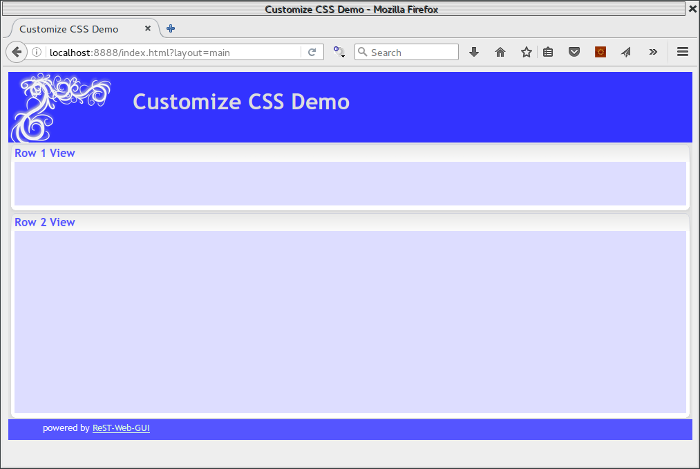 Customize CSS Demo - Mozilla Firefox
Customize CSS Demo
localhost:8888/index.html?layout=main
Search
Customize CSS Demo
Row 1 View
Row 2 View
powered by ReST-Web-GUI